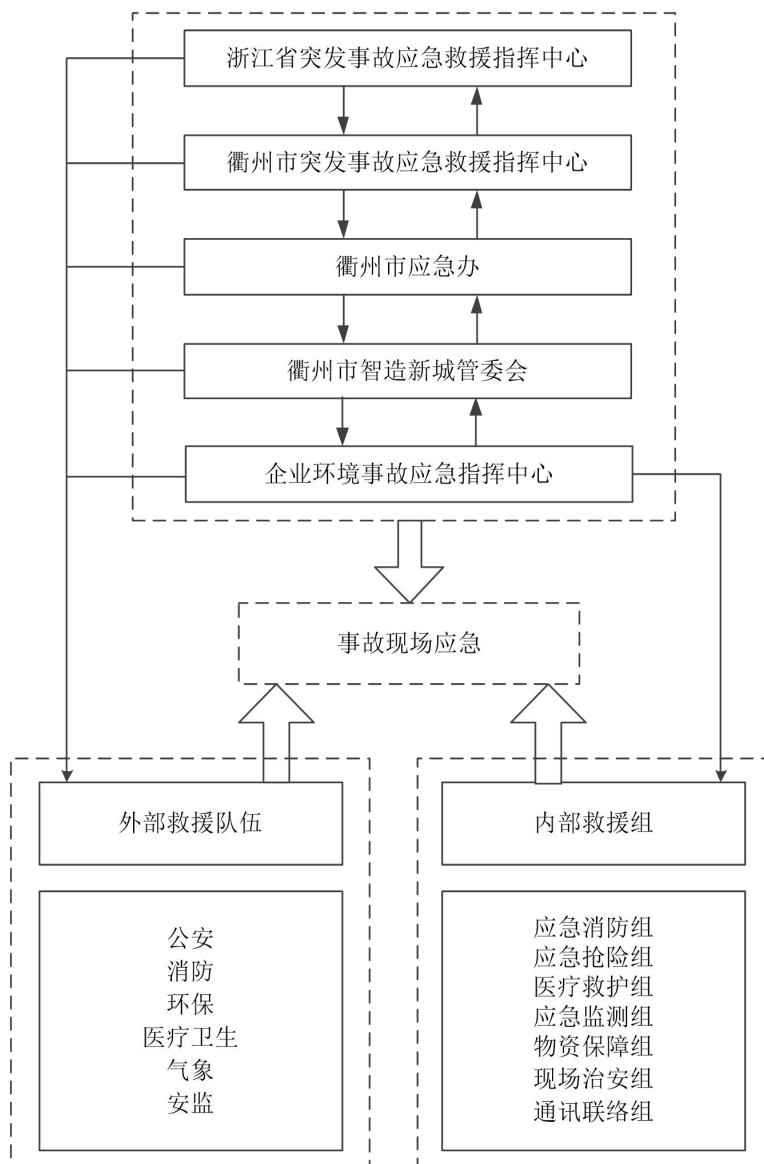 浙江省突发事故应急救援指挥中心
衢州市突发事故应急救援指挥中心
衢州市应急办
衢州市智造新城管委会
企业环境事故应急指挥中心
事故现场应急
外部救援队伍
公安
消防
环保
医疗卫生
气象
安监
内部救援组
应急消防组
应急抢险组
医疗救护组
应急监测组
物资保障组
现场治安组
通讯联络组